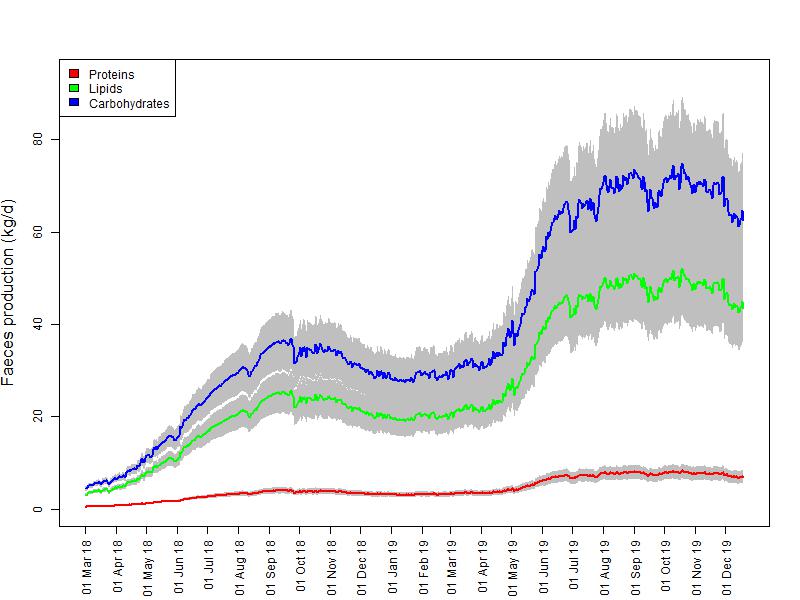 Proteins
Lipids
Carbohydrates
Faeces production (kg/d)
80
60
40
20
0
01 Mar 18
01 Apr 18
01 May 18
01 Jun 18
01 Jul 18
01 Aug 18
01 Sep 18
01 Oct 18
01 Nov 18
01 Dec 18
01 Jan 19
01 Feb 19
01 Mar 19
01 Apr 19
01 May 19
01 Jun 19
01 Jul 19
01 Aug 19
01 Sep 19
01 Oct 19
01 Nov 19
01 Dec 19